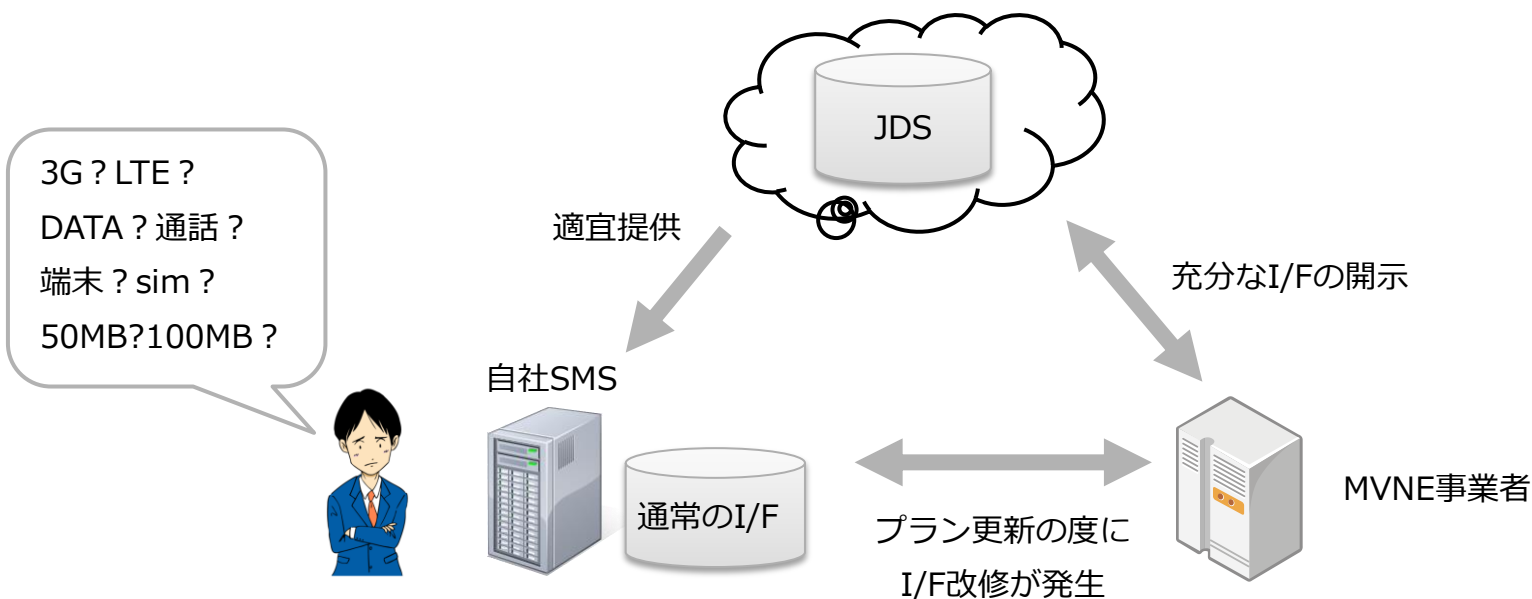 JDS
3G？LTE？
DATA？通話？
端末？sim？
50MB?100MB？
適宜提供
充分なI/Fの開示
自社SMS
通常のI/F
プラン更新の度に
I/F改修が発生
MVNE事業者